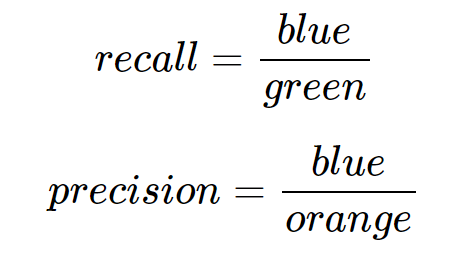 recall = blue / green
precision = blue / orange